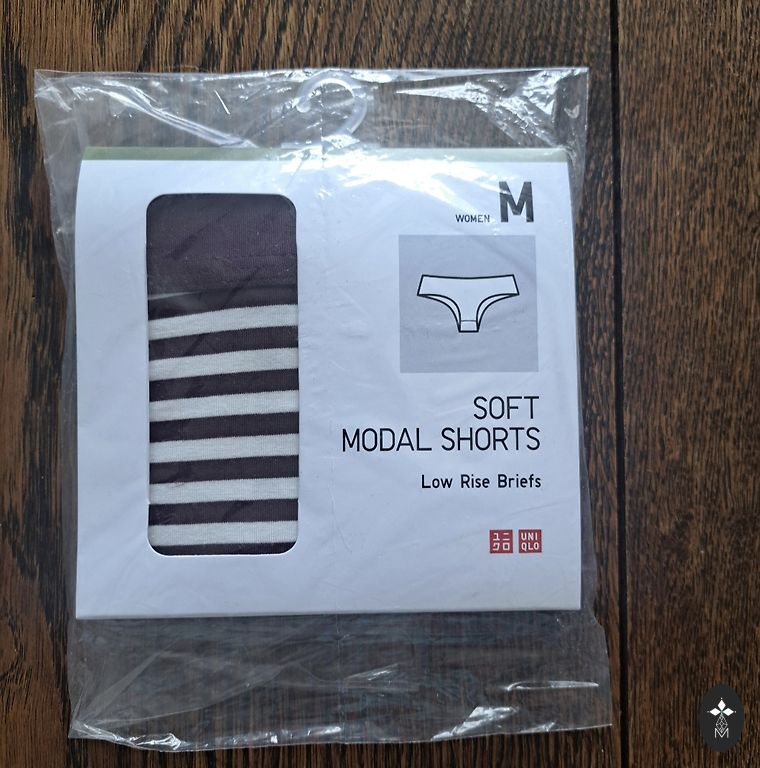 WOMEN M
SOFT
MODAL SHORTS
Low Rise Briefs
ユニ UNI
クロ QLO
M